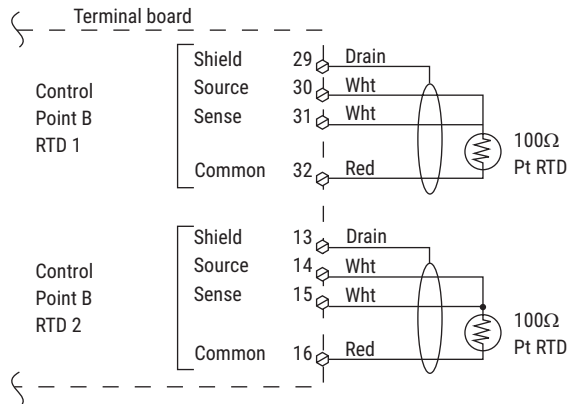 Terminal board
Control
Point B
RTD 1
Shield 29 Drain
Source 30 Wht
Sense 31 Wht
Common 32 Red
100Ω
Pt RTD
Control
Point B
RTD 2
Shield 13 Drain
Source 14 Wht
Sense 15 Wht
Common 16 Red
100Ω
Pt RTD